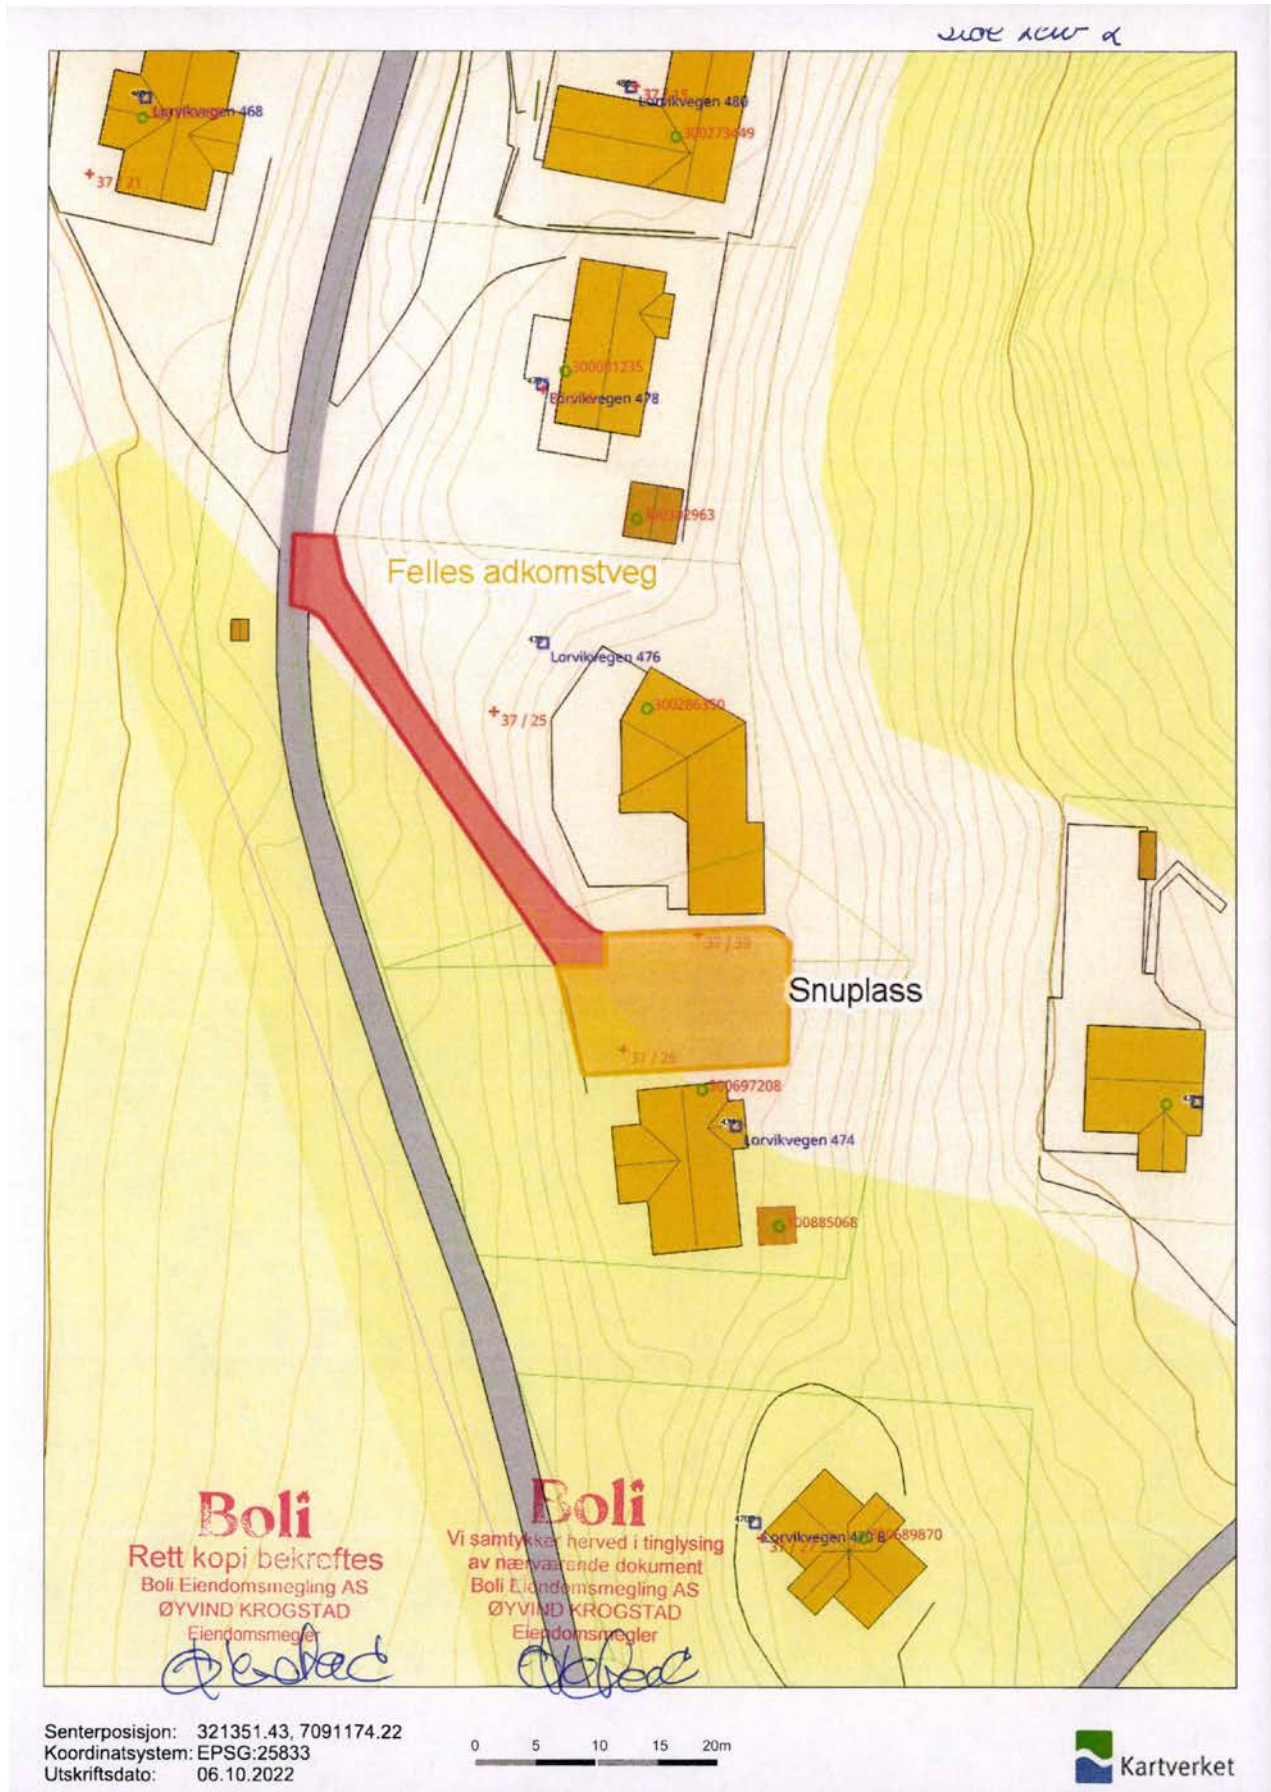 Lorvikvegen 468
37 / 21
Lorvikvegen 480
300273449
Lorvikvegen 478
Felles adkomstveg
Lorvikvegen 476
37 / 25
300286350
37 / 39
Snuplass
37 / 26
300697208
Lorvikvegen 474
Boli
Rett kopi bekreftes
Boli Eiendomsmegling AS
ØYVIND KROGSTAD
Eiendomsmegler
Boli
Vi samtykker herved i tinglysing
av nærværende dokument
Boli Eiendomsmegling AS
ØYVIND KROGSTAD
Eiendomsmegler
Senterposisjon: 321351.43, 7091174.22
Koordinatsystem: EPSG:25833
Utskriftsdato: 06.10.2022
0 5 10 15 20m
Kartverket